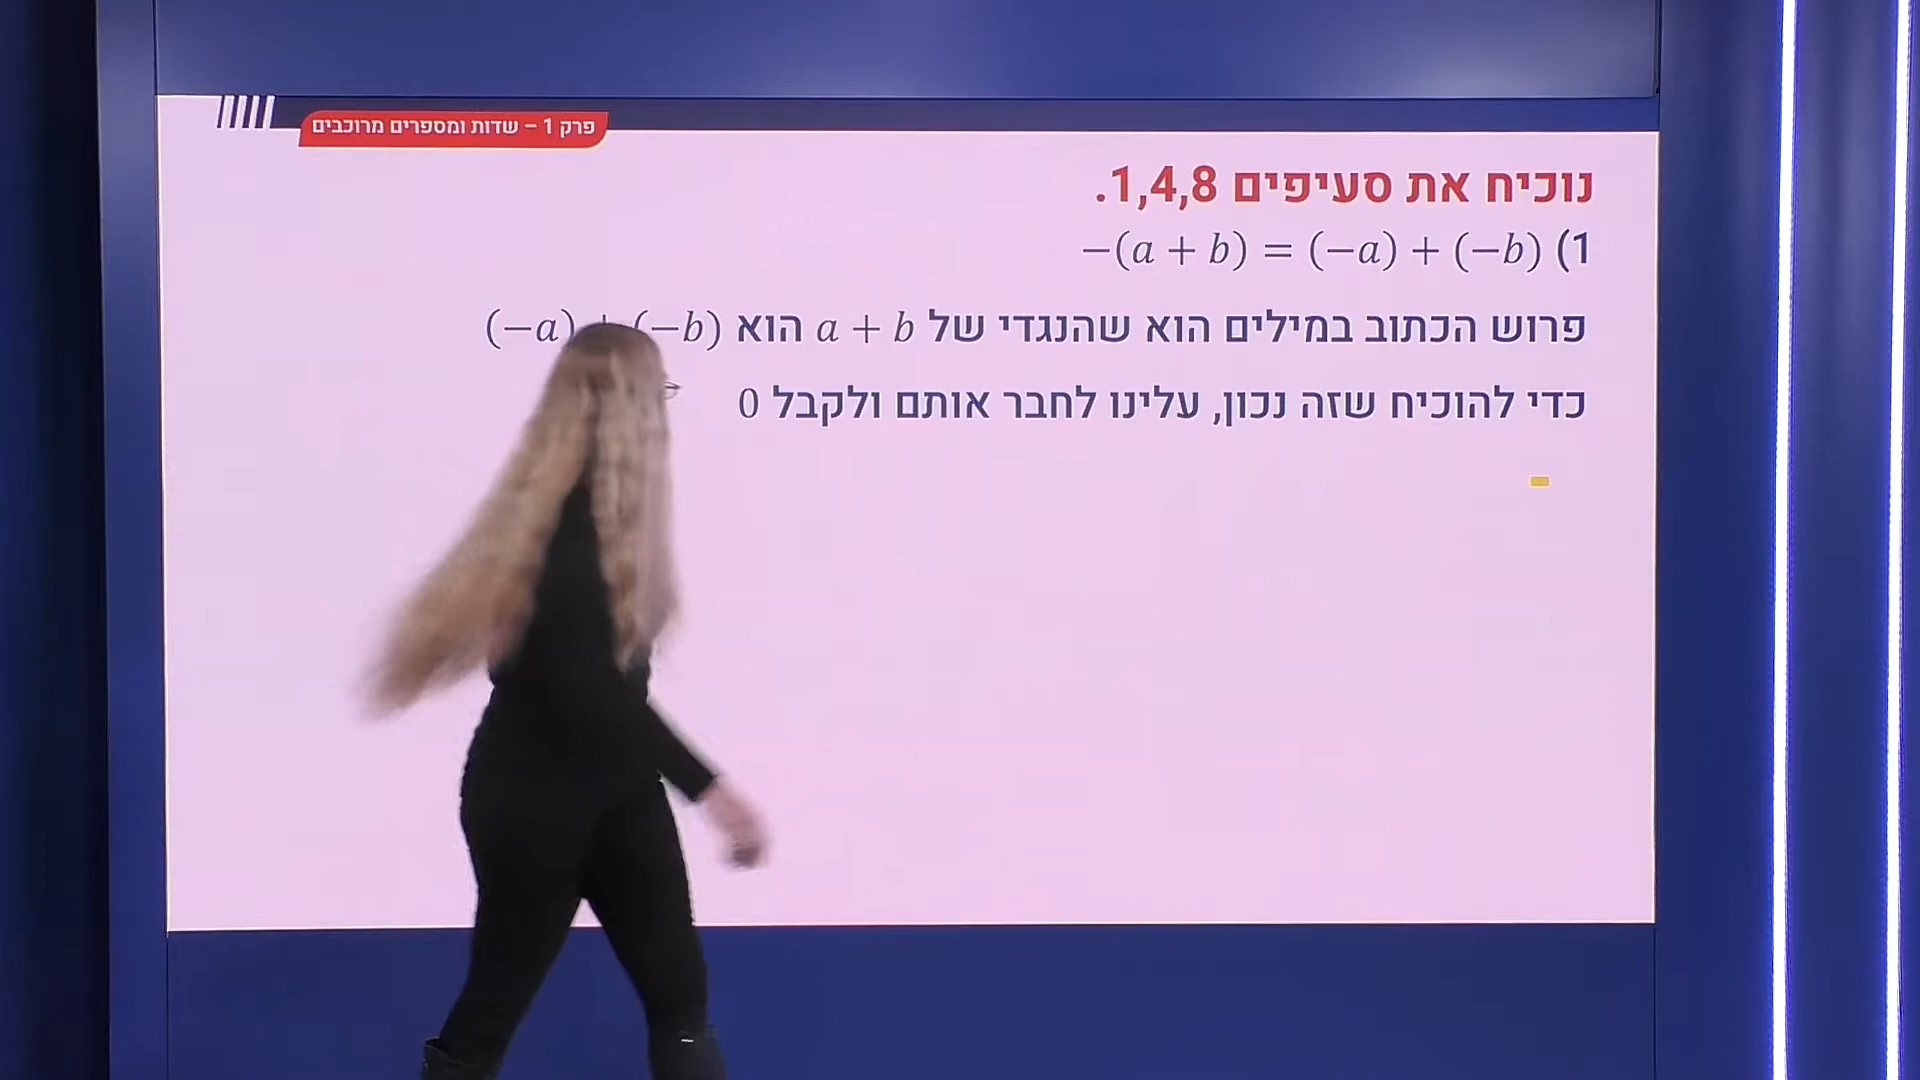 פרק 1 – שדות ומספרים מרוכבים
נוכיח את סעיפים 1,4,8.
1) −(a + b) = (−a) + (−b)
פרוש הכתוב במילים הוא שהנגדי של a + b הוא (−a) + (−b)
כדי להוכיח שזה נכון, עלינו לחבר אותם ולקבל 0